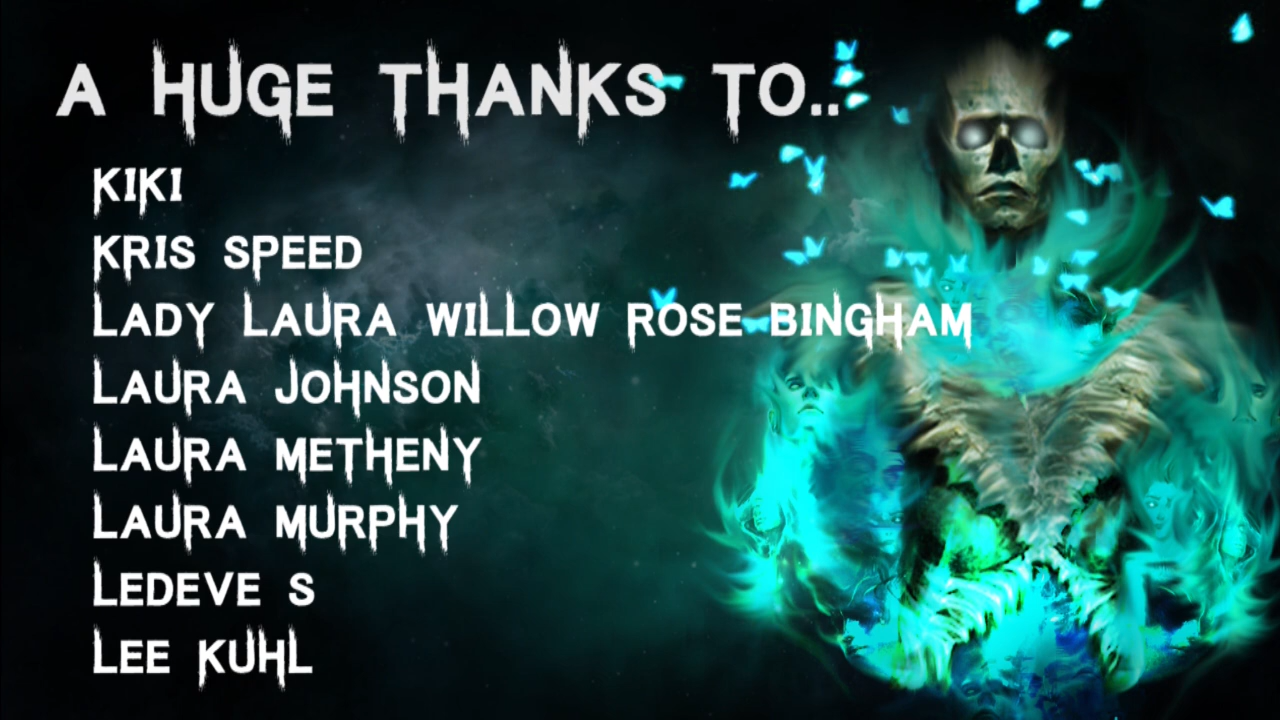 A HUGE THANKS TO..
KIKI
KRIS SPEED
LADY LAURA WILLOW ROSE BINGHAM
LAURA JOHNSON
LAURA METHENY
LAURA MURPHY
LEDEVE S
LEE KUHL